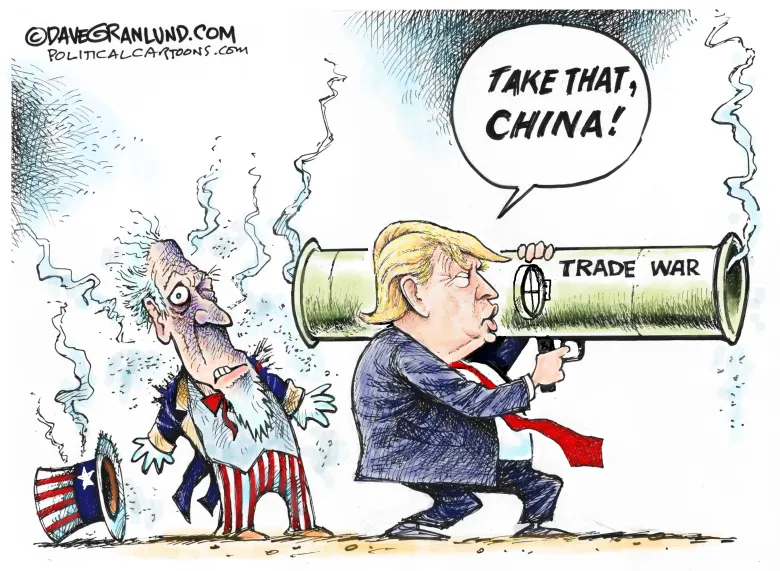 ©DAVEGRANLUND.COM
POLITICALCARTOONS.COM
TAKE THAT,
CHINA!
TRADE WAR